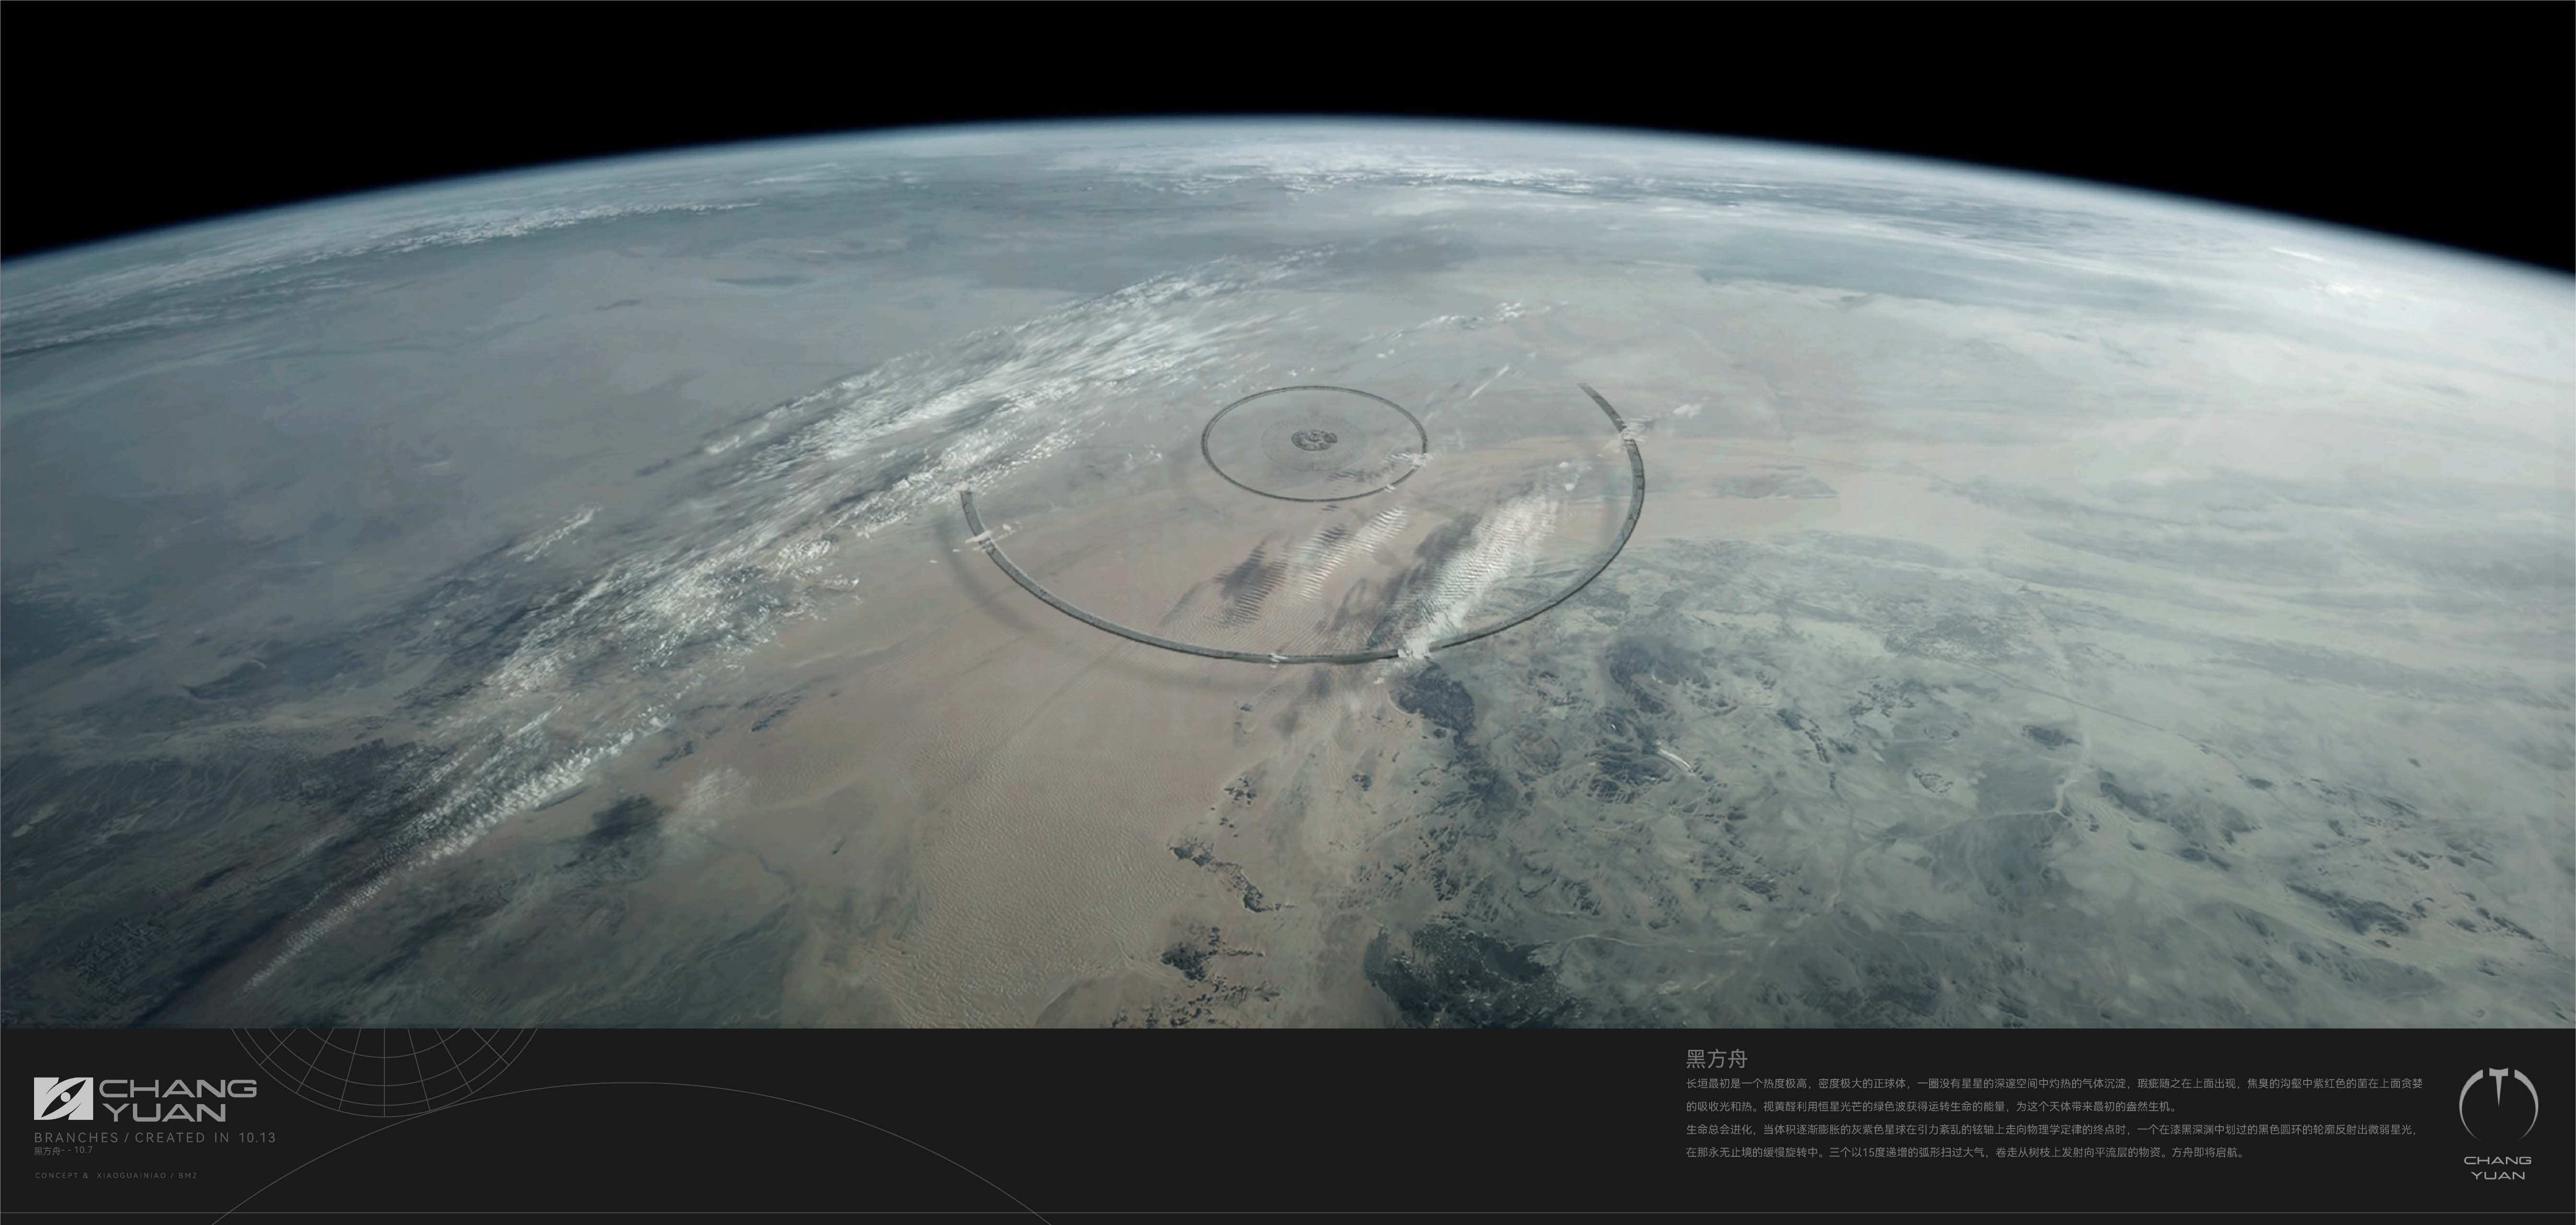 CHANG
YUAN
BRANCHES / CREATED IN 10.13
黑方舟- - 10.7
CONCEPT & XIAOGUAINIAO / BMZ
黑方舟
长垣最初是一个热度极高，密度极大的正球体，一圈没有星星的深邃空间中灼热的气体沉淀，瑕疵随之在上面出现，焦臭的沟壑中紫红色的菌在上面贪婪
的吸收光和热。视黄醛利用恒星光芒的绿色波获得运转生命的能量，为这个天体带来最初的盎然生机。
生命总会进化，当体积逐渐膨胀的灰紫色星球在引力紊乱的铉轴上走向物理学定律的终点时，一个在漆黑深渊中划过的黑色圆环的轮廓反射出微弱星光，
在那永无止境的缓慢旋转中。三个以15度递增的弧形扫过大气，卷走从树枝上发射向平流层的物资。方舟即将启航。
CHANG
YUAN